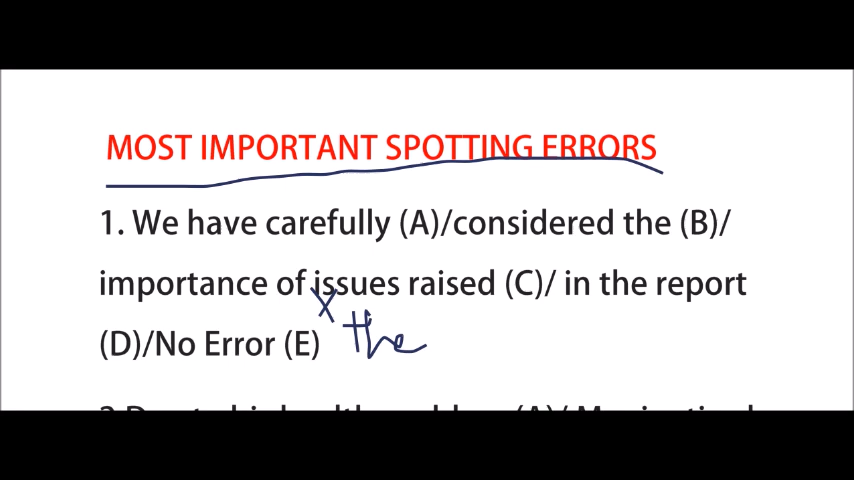 MOST IMPORTANT SPOTTING ERRORS
1. We have carefully (A)/considered the (B)/
importance of issues raised (C)/ in the report
x the
(D)/No Error (E)